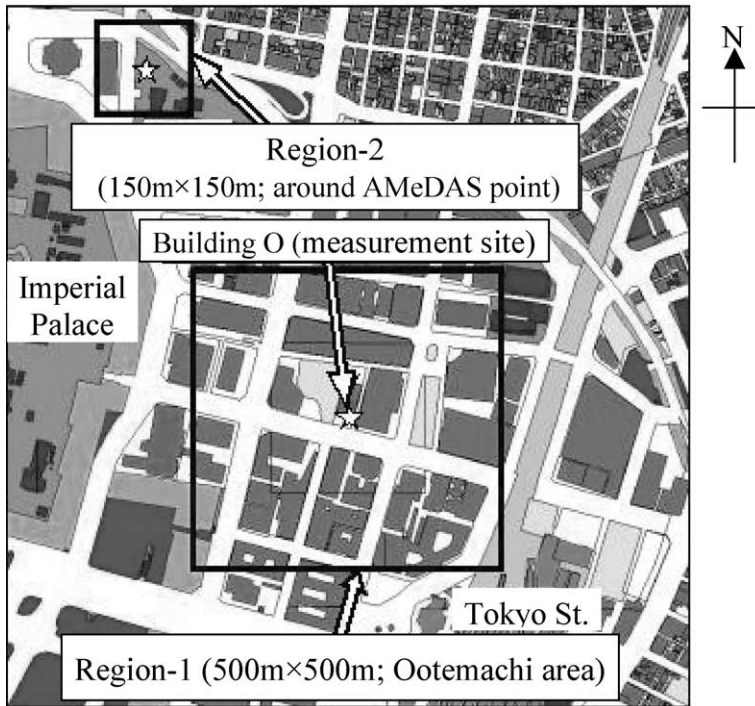 N
Region-2
(150m×150m; around AMeDAS point)
Building O (measurement site)
Imperial
Palace
Tokyo St.
Region-1 (500m×500m; Ootemachi area)